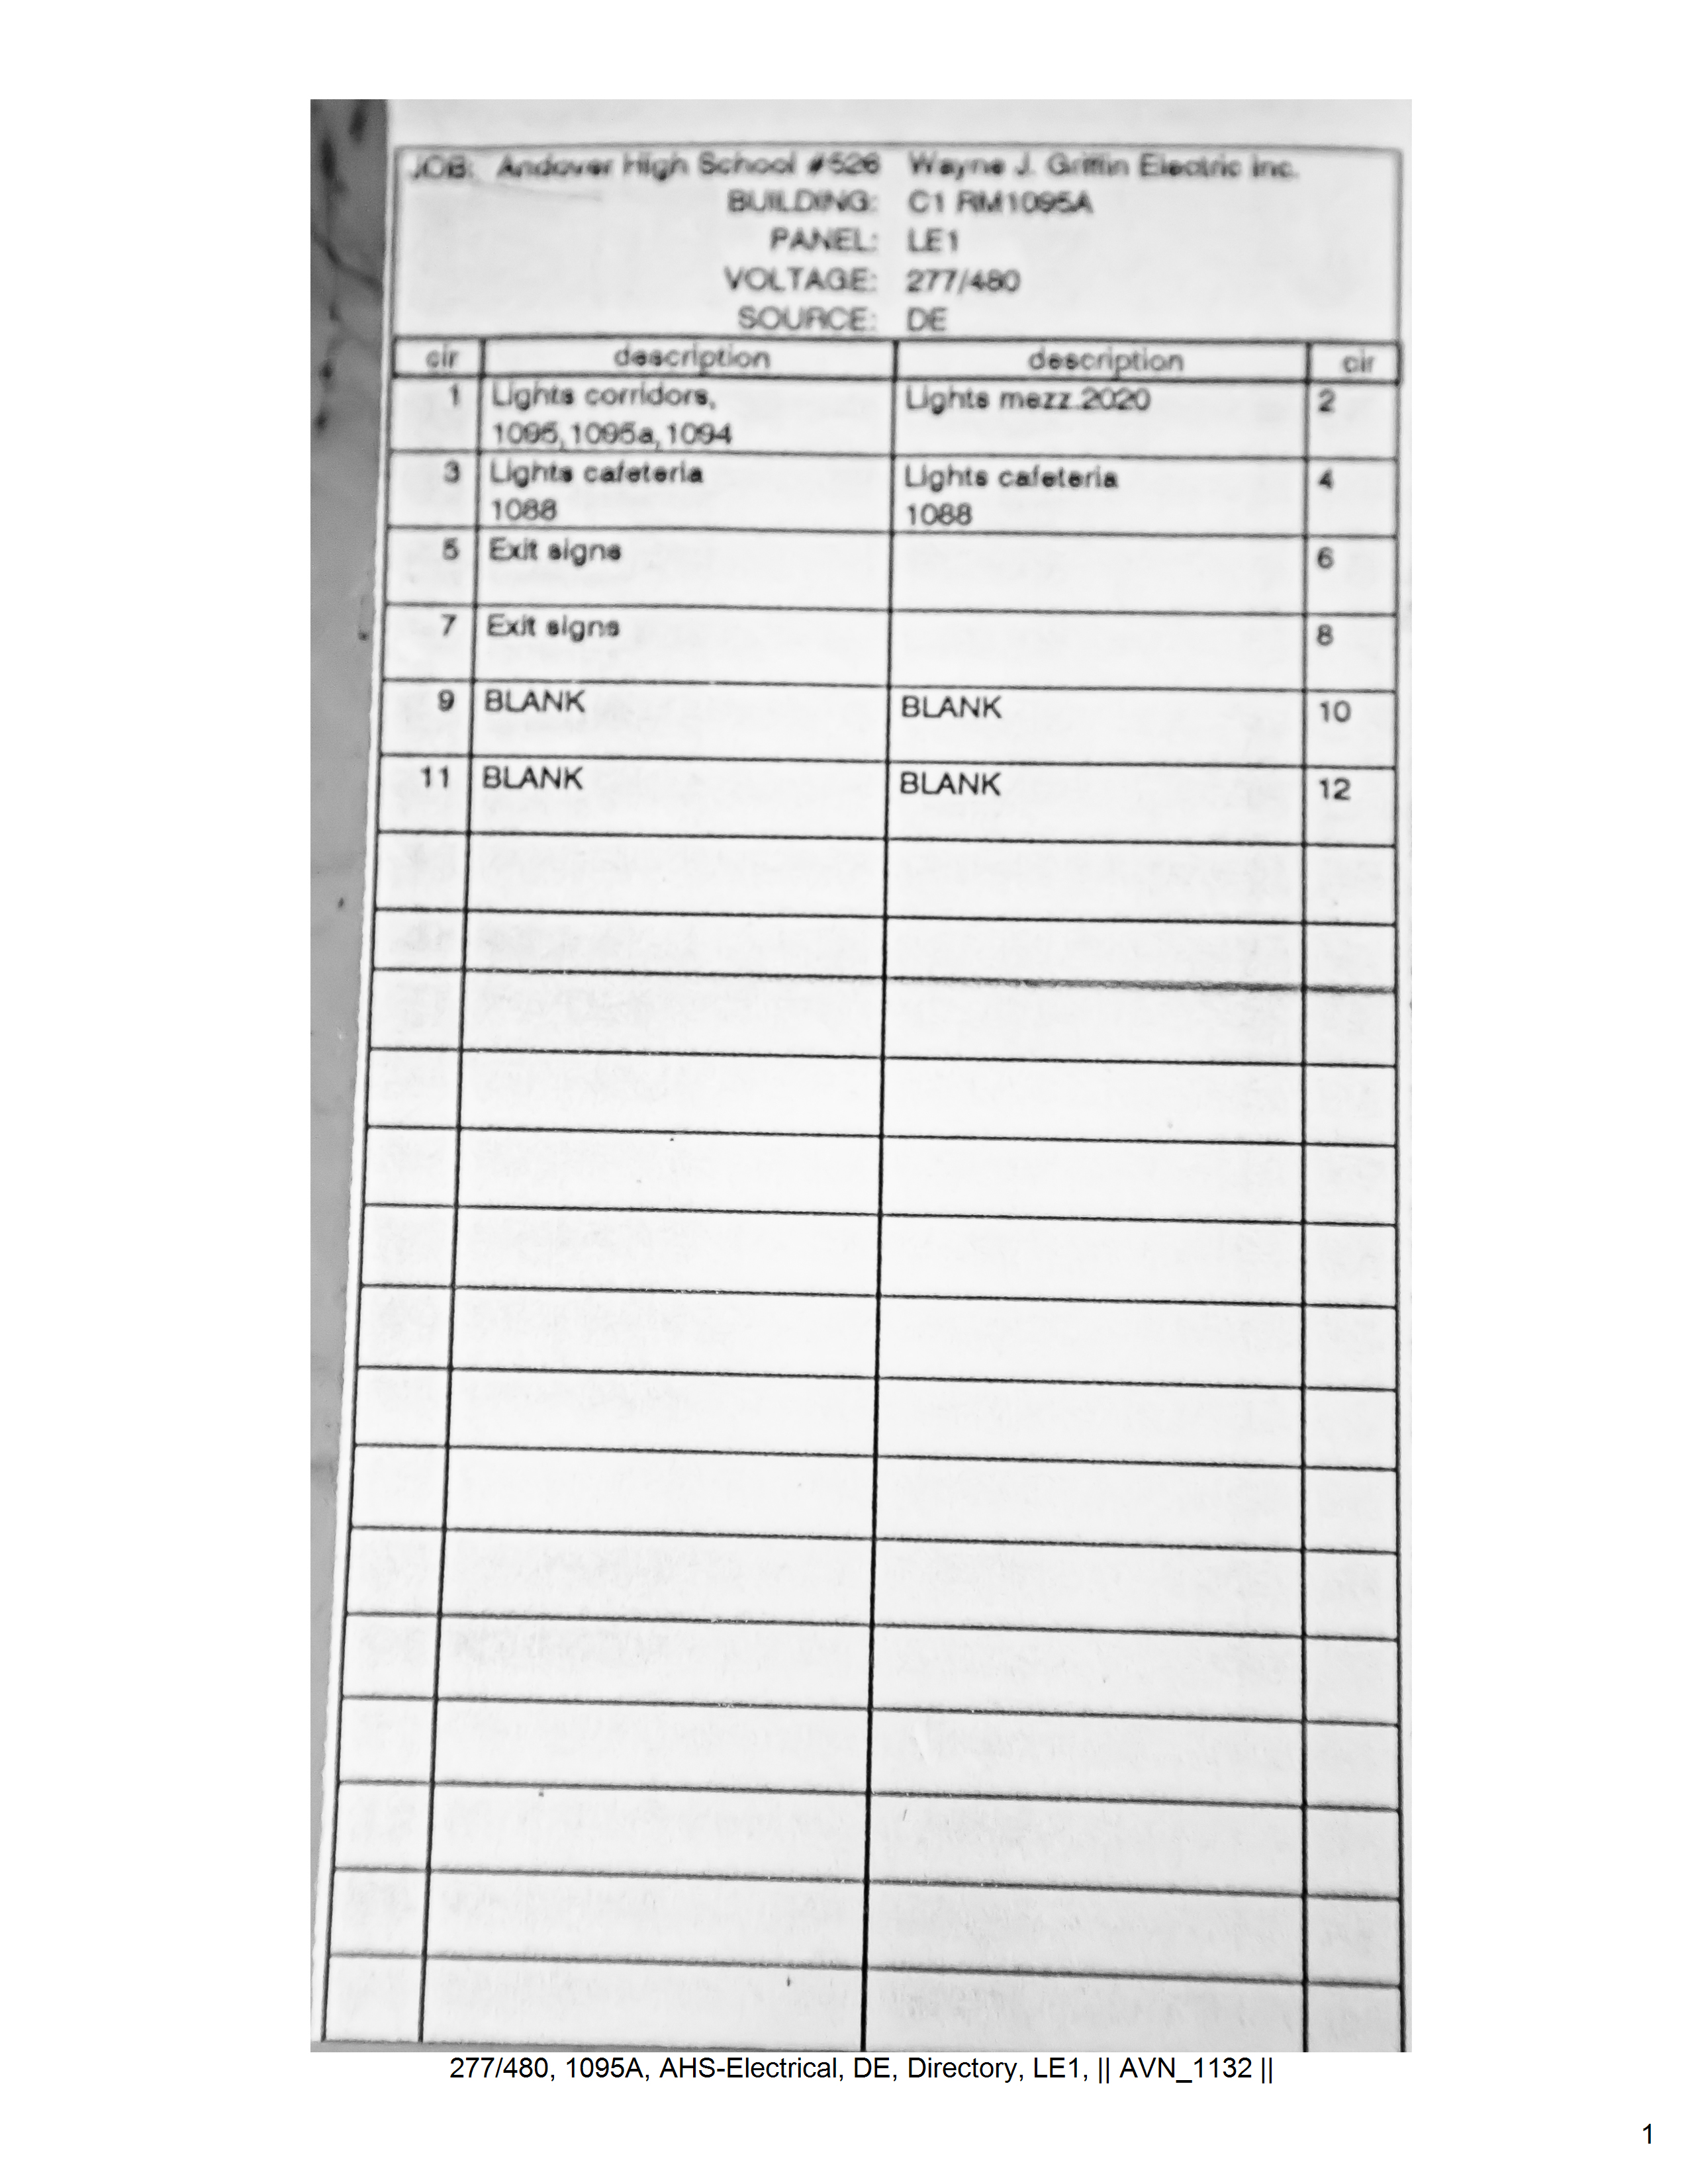 JOB: Andover High School #526 Wayne J. Griffin Electric Inc.
BUILDING: C1 RM1095A
PANEL: LE1
VOLTAGE: 277/480
SOURCE: DE
cir description description cir
1 Lights corridors, Lights mezz.2020 2
1095,1095a,1094
3 Lights cafeteria Lights cafeteria 4
1088 1088
5 Exit signs 6
7 Exit signs 8
9 BLANK BLANK 10
11 BLANK BLANK 12
277/480, 1095A, AHS-Electrical, DE, Directory, LE1, || AVN_1132 ||
1